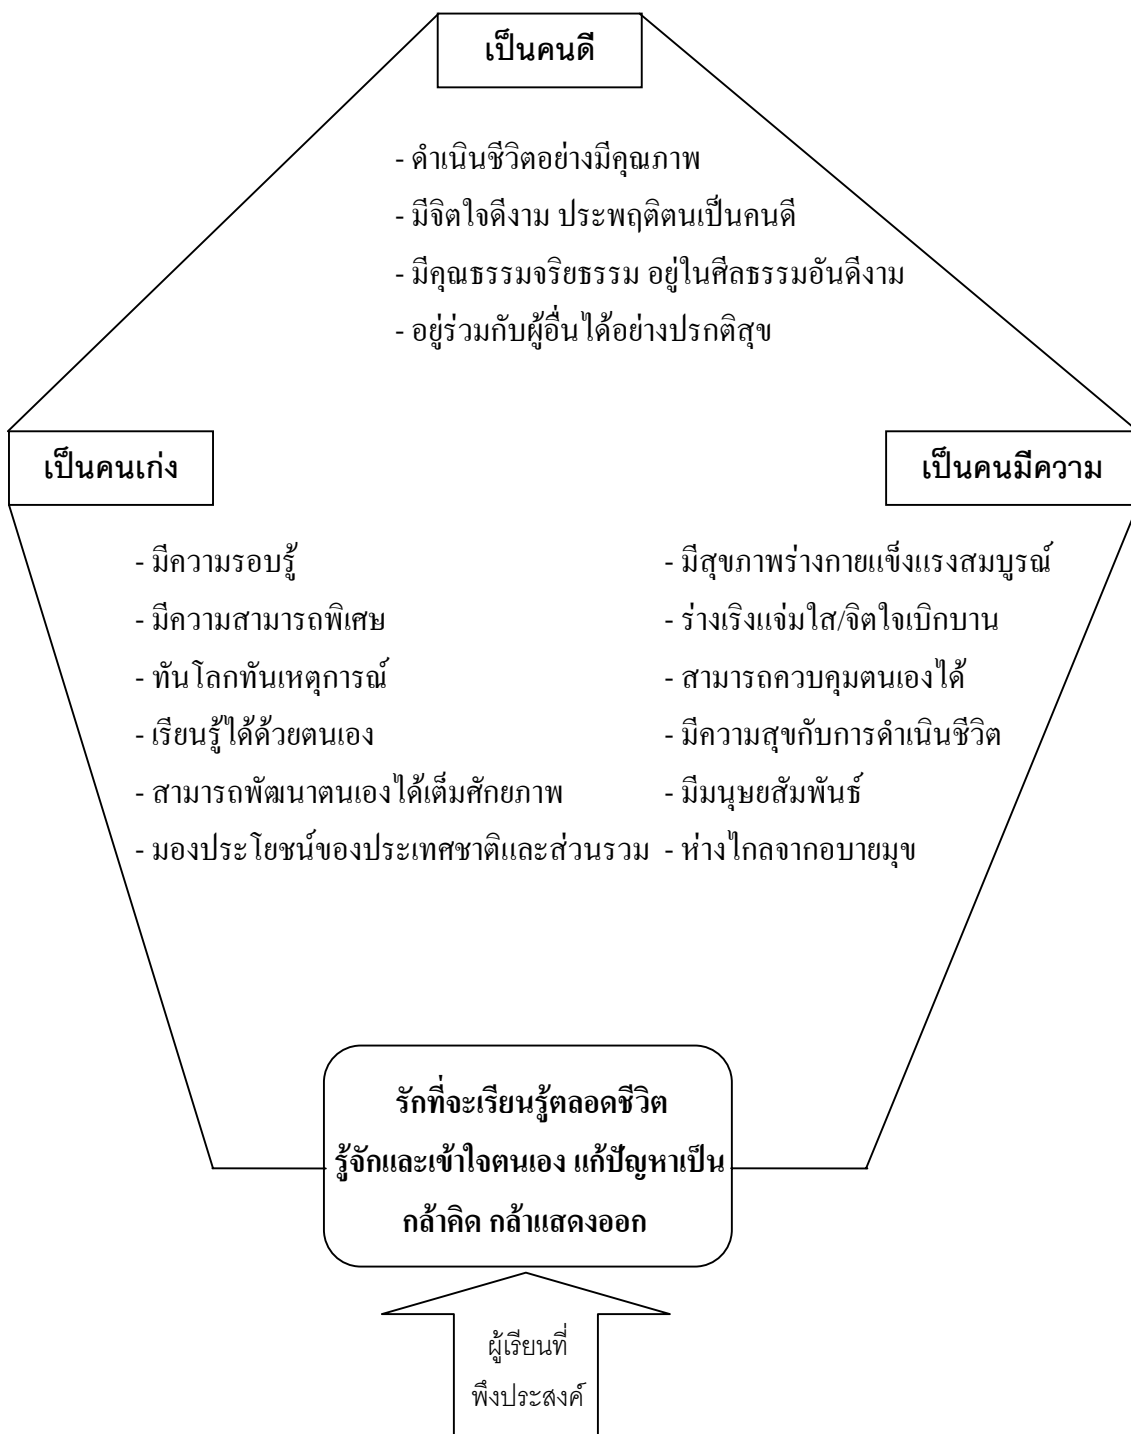 เป็นคนดี
- ดำเนินชีวิตอย่างมีคุณภาพ
- มีจิตใจดีงาม ประพฤติตนเป็นคนดี
- มีคุณธรรมจริยธรรม อยู่ในศีลธรรมอันดีงาม
- อยู่ร่วมกับผู้อื่นได้อย่างปรกติสุข
เป็นคนเก่ง
- มีความรอบรู้
- มีความสามารถพิเศษ
- ทันโลกทันเหตุการณ์
- เรียนรู้ได้ด้วยตนเอง
- สามารถพัฒนาตนเองได้เต็มศักยภาพ
- มองประโยชน์ของประเทศชาติและส่วนรวม
เป็นคนมีความ
- มีสุขภาพร่างกายแข็งแรงสมบูรณ์
- ร่างเริงแจ่มใส/จิตใจเบิกบาน
- สามารถควบคุมตนเองได้
- มีความสุขกับการดำเนินชีวิต
- มีมนุษยสัมพันธ์
- ห่างไกลจากอบายมุข
รักที่จะเรียนรู้ตลอดชีวิต
รู้จักและเข้าใจตนเอง แก้ปัญหาเป็น
กล้าคิด กล้าแสดงออก
ผู้เรียนที่
พึงประสงค์